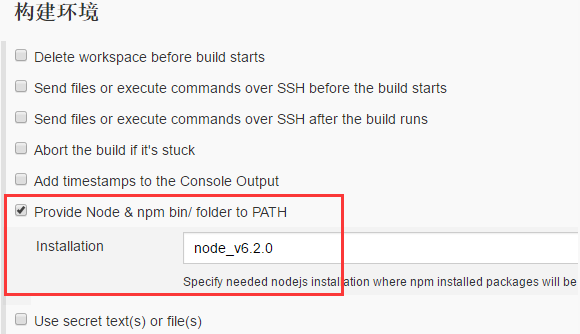 构建环境
Delete workspace before build starts
Send files or execute commands over SSH before the build starts
Send files or execute commands over SSH after the build runs
Abort the build if it's stuck
Add timestamps to the Console Output
Provide Node & npm bin/ folder to PATH
Installation node_v6.2.0
Specify needed nodejs installation where npm installed packages will be
Use secret text(s) or file(s)